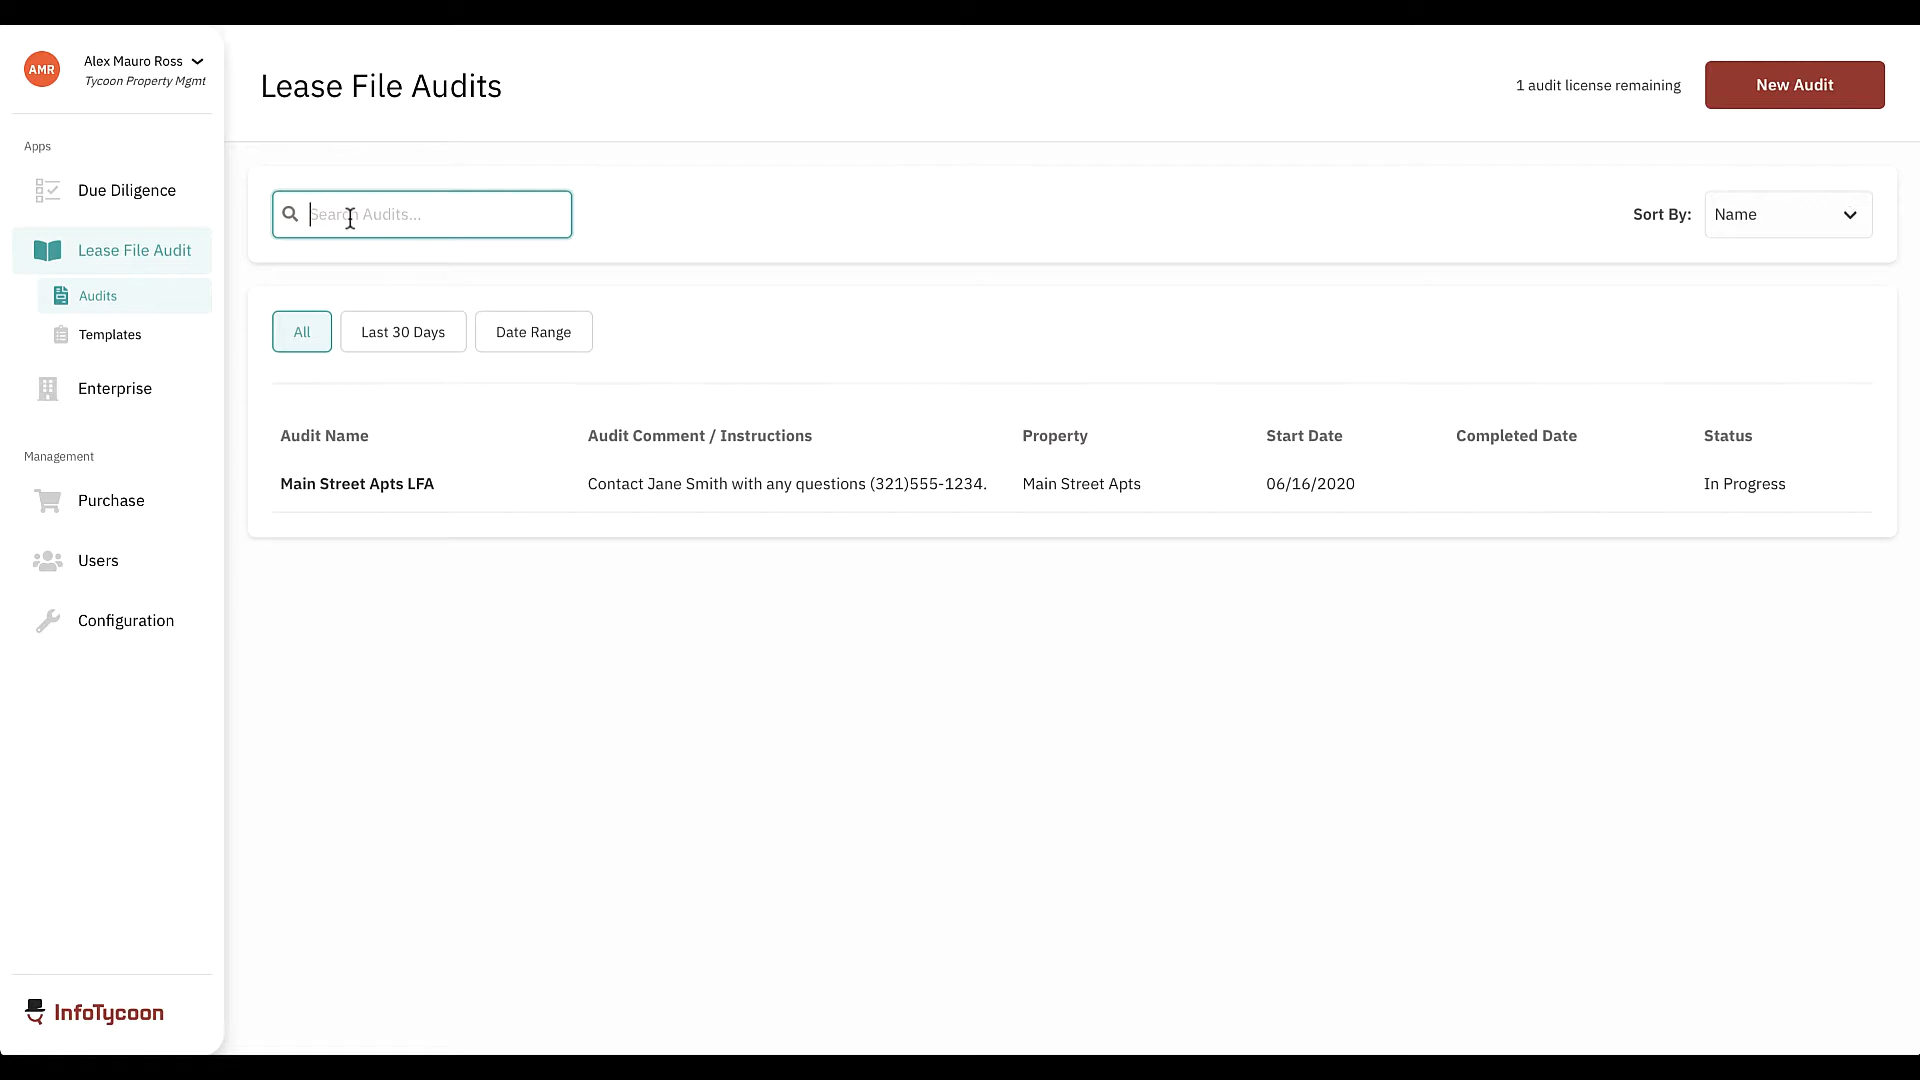 AMR
Alex Mauro Ross
Tycoon Property Mgmt
Apps
Due Diligence
Lease File Audit
Audits
Templates
Enterprise
Management
Purchase
Users
Configuration
InfoTycoon
Lease File Audits
1 audit license remaining
New Audit
Search Audits...
Sort By:
Name
All
Last 30 Days
Date Range
Audit Name
Audit Comment / Instructions
Property
Start Date
Completed Date
Status
Main Street Apts LFA
Contact Jane Smith with any questions (321)555-1234.
Main Street Apts
06/16/2020
In Progress